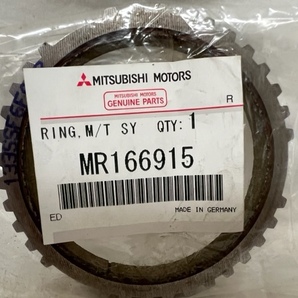 MITSUBISHI MOTORS
MITSUBISHI MOTORS
GENUINE PARTS
R
RING, M/T SY QTY: 1
MR166915
ED MADE IN GERMANY